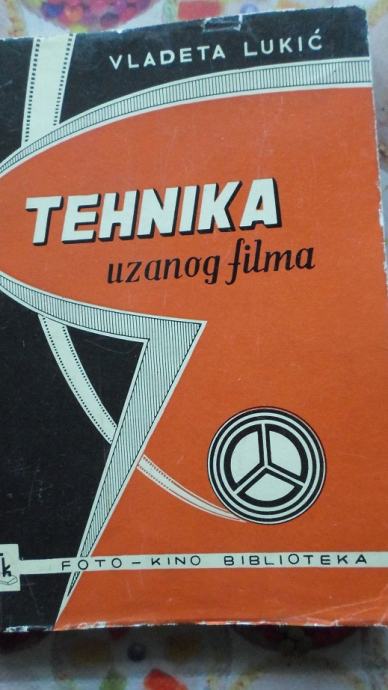 VLADETA LUKIĆ
TEHNIKA
uzanog filma
k FOTO-KINO BIBLIOTEKA